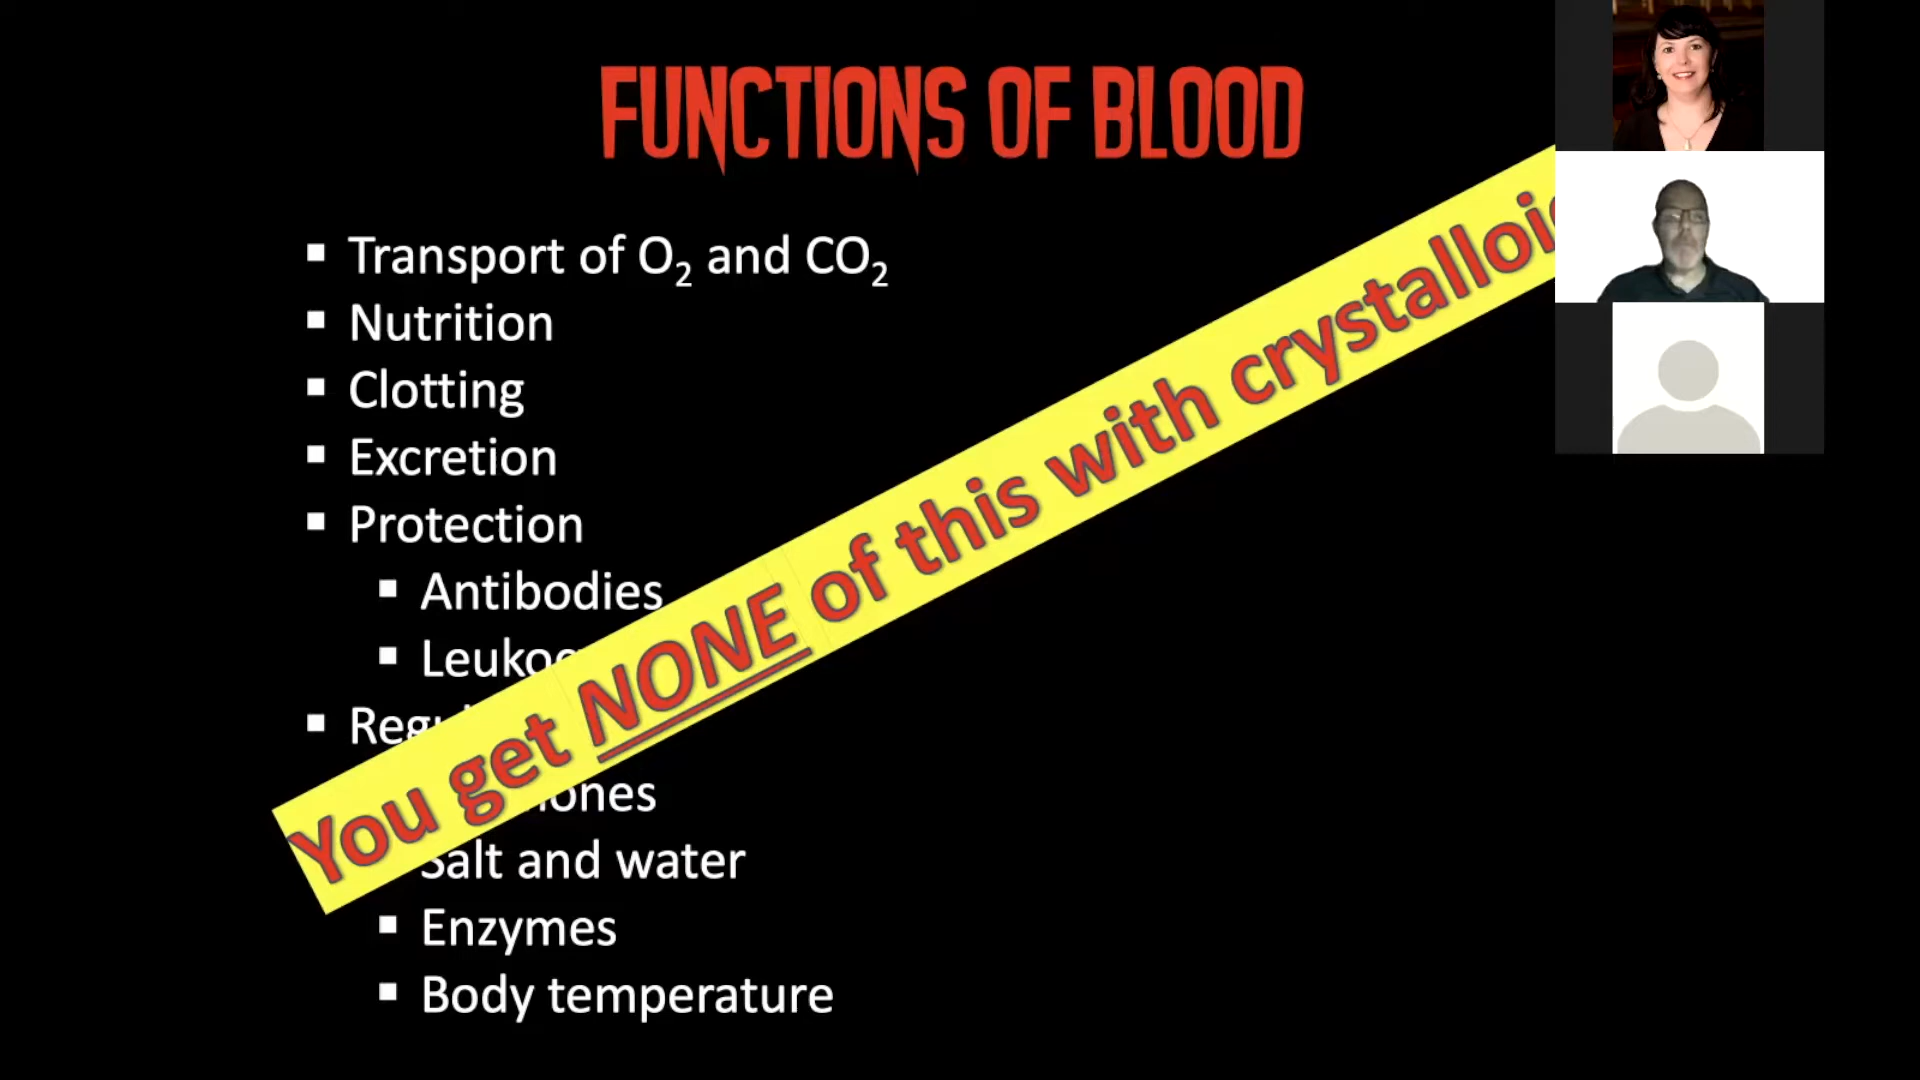 FUNCTIONS OF BLOOD
Transport of O₂ and CO₂
Nutrition
Clotting
Excretion
Protection
Antibodies
Salt and water
Enzymes
Body temperature
You get NONE of this with